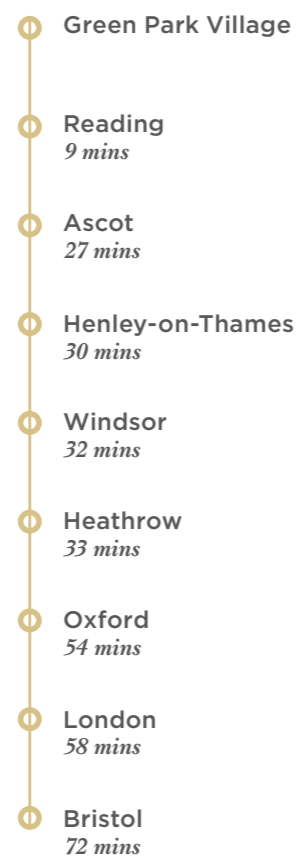 Green Park Village
Reading
9 mins
Ascot
27 mins
Henley-on-Thames
30 mins
Windsor
32 mins
Heathrow
33 mins
Oxford
54 mins
London
58 mins
Bristol
72 mins